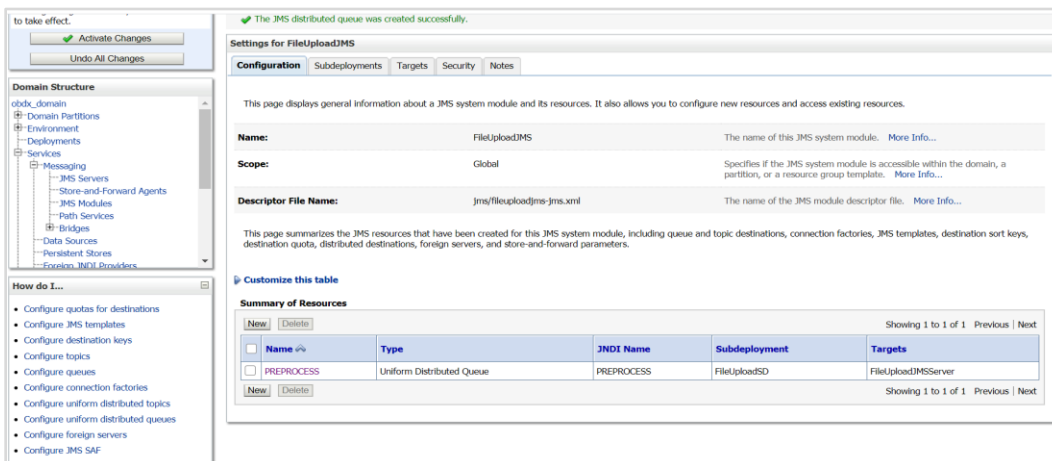 to take effect.
Activate Changes
Undo All Changes
Domain Structure
obdx_domain
Domain Partitions
Environment
Deployments
Services
Messaging
JMS Servers
Store-and-Forward Agents
JMS Modules
Path Services
Bridges
Data Sources
Persistent Stores
Foreign JNDI Providers
How do I...
Configure quotas for destinations
Configure JMS templates
Configure destination keys
Configure topics
Configure queues
Configure connection factories
Configure uniform distributed topics
Configure uniform distributed queues
Configure foreign servers
Configure JMS SAF
The JMS distributed queue was created successfully.
Settings for FileUploadJMS
Configuration Subdeployments Targets Security Notes
This page displays general information about a JMS system module and its resources. It also allows you to configure new resources and access existing resources.
Name: FileUploadJMS The name of this JMS system module. More Info...
Scope: Global Specifies if the JMS system module is accessible within the domain, a
partition, or a resource group template. More Info...
Descriptor File Name: jms/fileuploadjms-jms.xml The name of the JMS module descriptor file. More Info...
This page summarizes the JMS resources that have been created for this JMS system module, including queue and topic destinations, connection factories, JMS templates, destination sort keys,
destination quota, distributed destinations, foreign servers, and store-and-forward parameters.
Customize this table
Summary of Resources
New Delete Showing 1 to 1 of 1 Previous | Next
Name Type JNDI Name Subdeployment Targets
PREPROCESS Uniform Distributed Queue PREPROCESS FileUploadSD FileUploadJMSServer
New Delete Showing 1 to 1 of 1 Previous | Next